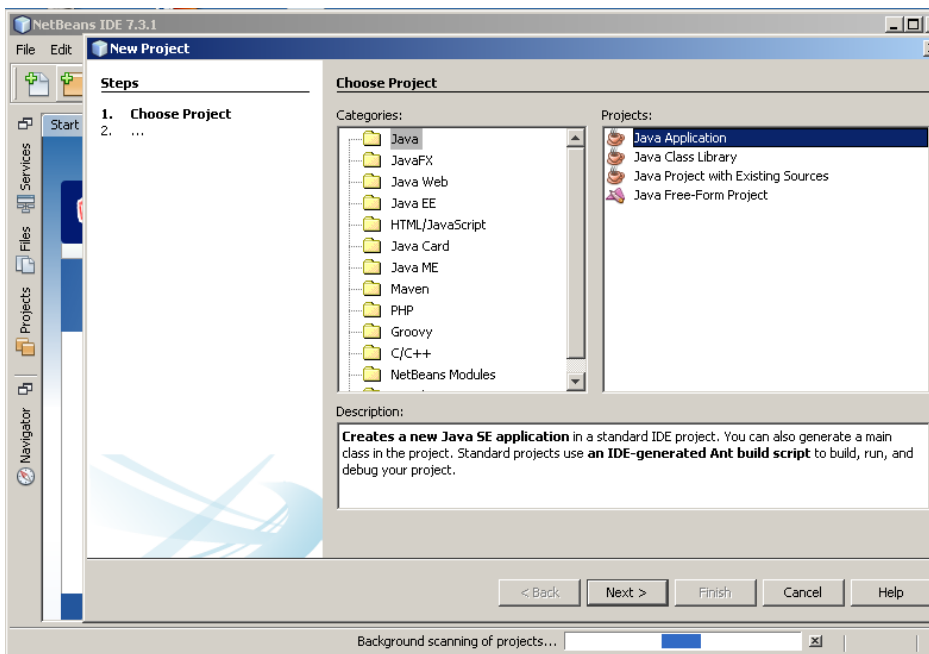 NetBeans IDE 7.3.1
File Edit
New Project
Steps
1. Choose Project
2. ...
Choose Project
Categories:
Java
JavaFX
Java Web
Java EE
HTML/JavaScript
Java Card
Java ME
Maven
PHP
Groovy
C/C++
NetBeans Modules
Projects:
Java Application
Java Class Library
Java Project with Existing Sources
Java Free-Form Project
Description:
Creates a new Java SE application in a standard IDE project. You can also generate a main
class in the project. Standard projects use an IDE-generated Ant build script to build, run, and
debug your project.
< Back
Next >
Finish
Cancel
Help
Start
Services
Files
Projects
Navigator
Background scanning of projects...